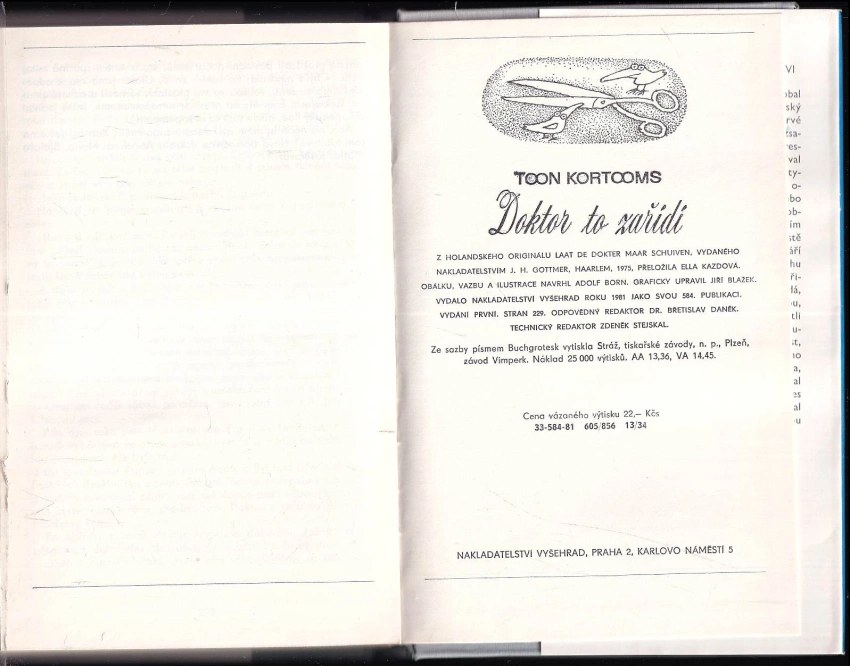 TOON KORTOOMS
Doktor to zařídí
Z HOLANDSKÉHO ORIGINÁLU LAAT DE DOKTER MAAR SCHUIVEN, VYDANÉHO
NAKLADATELSTVÍM J. H. GOTTMER, HAARLEM, 1975, PŘELOŽILA ELLA KAZDOVÁ.
OBÁLKU, VAZBU A ILUSTRACE NAVRHL ADOLF BORN. GRAFICKY UPRAVIL JIŘÍ BLAŽEK.
VYDALO NAKLADATELSTVÍ VYŠEHRAD ROKU 1981 JAKO SVOU 584. PUBLIKACI.
VYDÁNÍ PRVNÍ. STRAN 229. ODPOVĚDNÝ REDAKTOR DR. BŘETISLAV DANĚK.
TECHNICKÝ REDAKTOR ZDENĚK STEJSKAL.
Ze sazby písmem Buchgrotesk vytiskla Stráž, tiskařské závody, n. p., Plzeň,
závod Vimperk. Náklad 25 000 výtisků. AA 13,36, VA 14,45.
Cena vázaného výtisku 22,— Kčs
33-584-81 605/856 13/34
NAKLADATELSTVÍ VYŠEHRAD, PRAHA 2, KARLOVO NÁMĚSTÍ 5